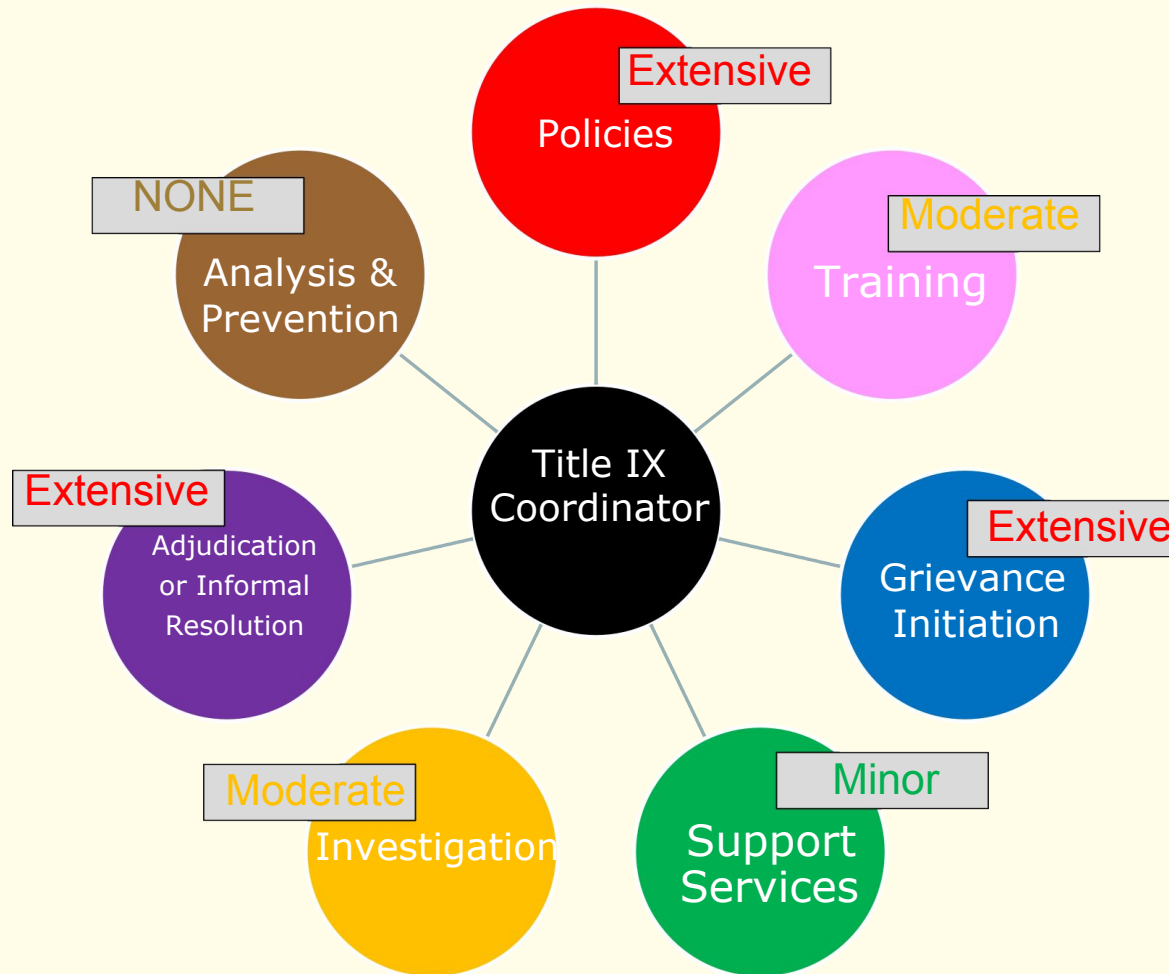 Extensive
Policies
Moderate
Training
Extensive
Grievance
Initiation
Minor
Support
Services
Moderate
Investigation
Extensive
Adjudication
or Informal
Resolution
NONE
Analysis &
Prevention
Title IX
Coordinator